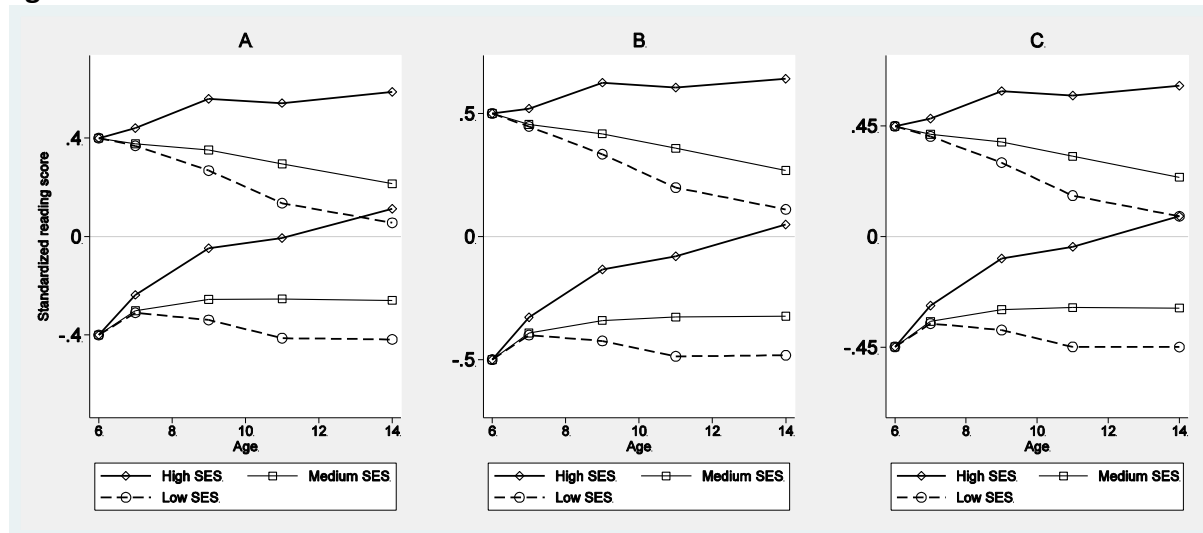 A
Standardized reading score
.4
0
-.4
6 8 10 12 14
Age
High SES Medium SES
Low SES
B
.5
0
-.5
6 8 10 12 14
Age
High SES Medium SES
Low SES
C
.45
0
-.45
6 8 10 12 14
Age
High SES Medium SES
Low SES